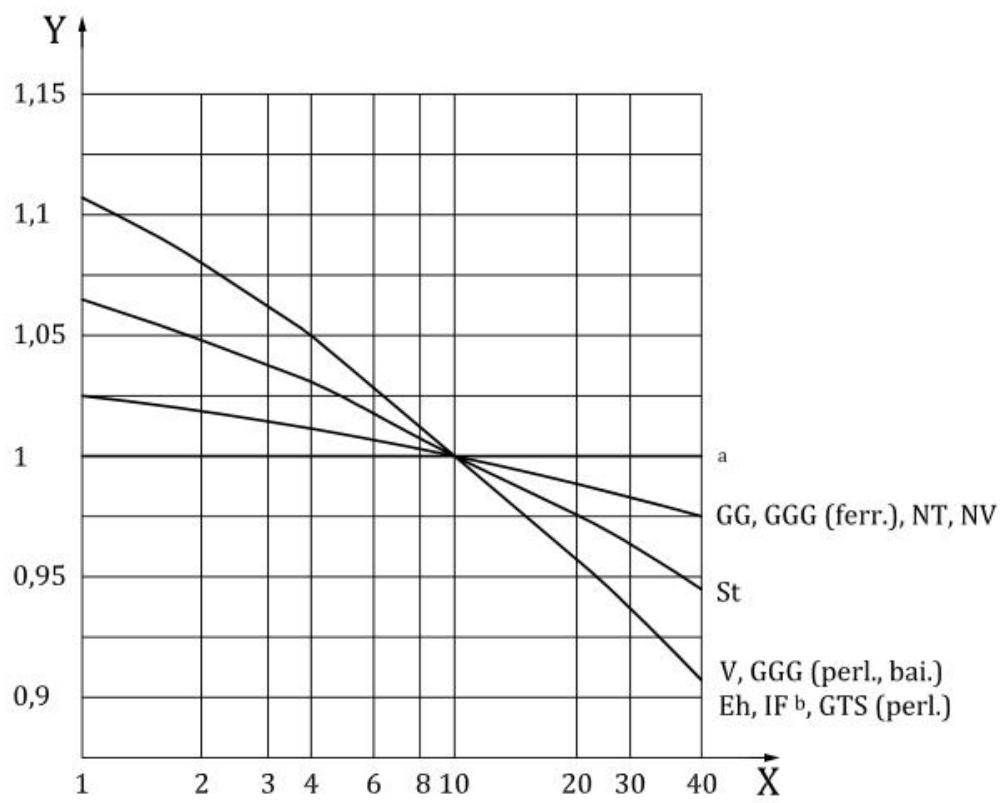 Y
1,15
1,1
1,05
1
a
GG, GGG (ferr.), NT, NV
0,95
St
V, GGG (perl., bai.)
0,9
Eh, IF b, GTS (perl.)
1 2 3 4 6 8 10 20 30 40 X